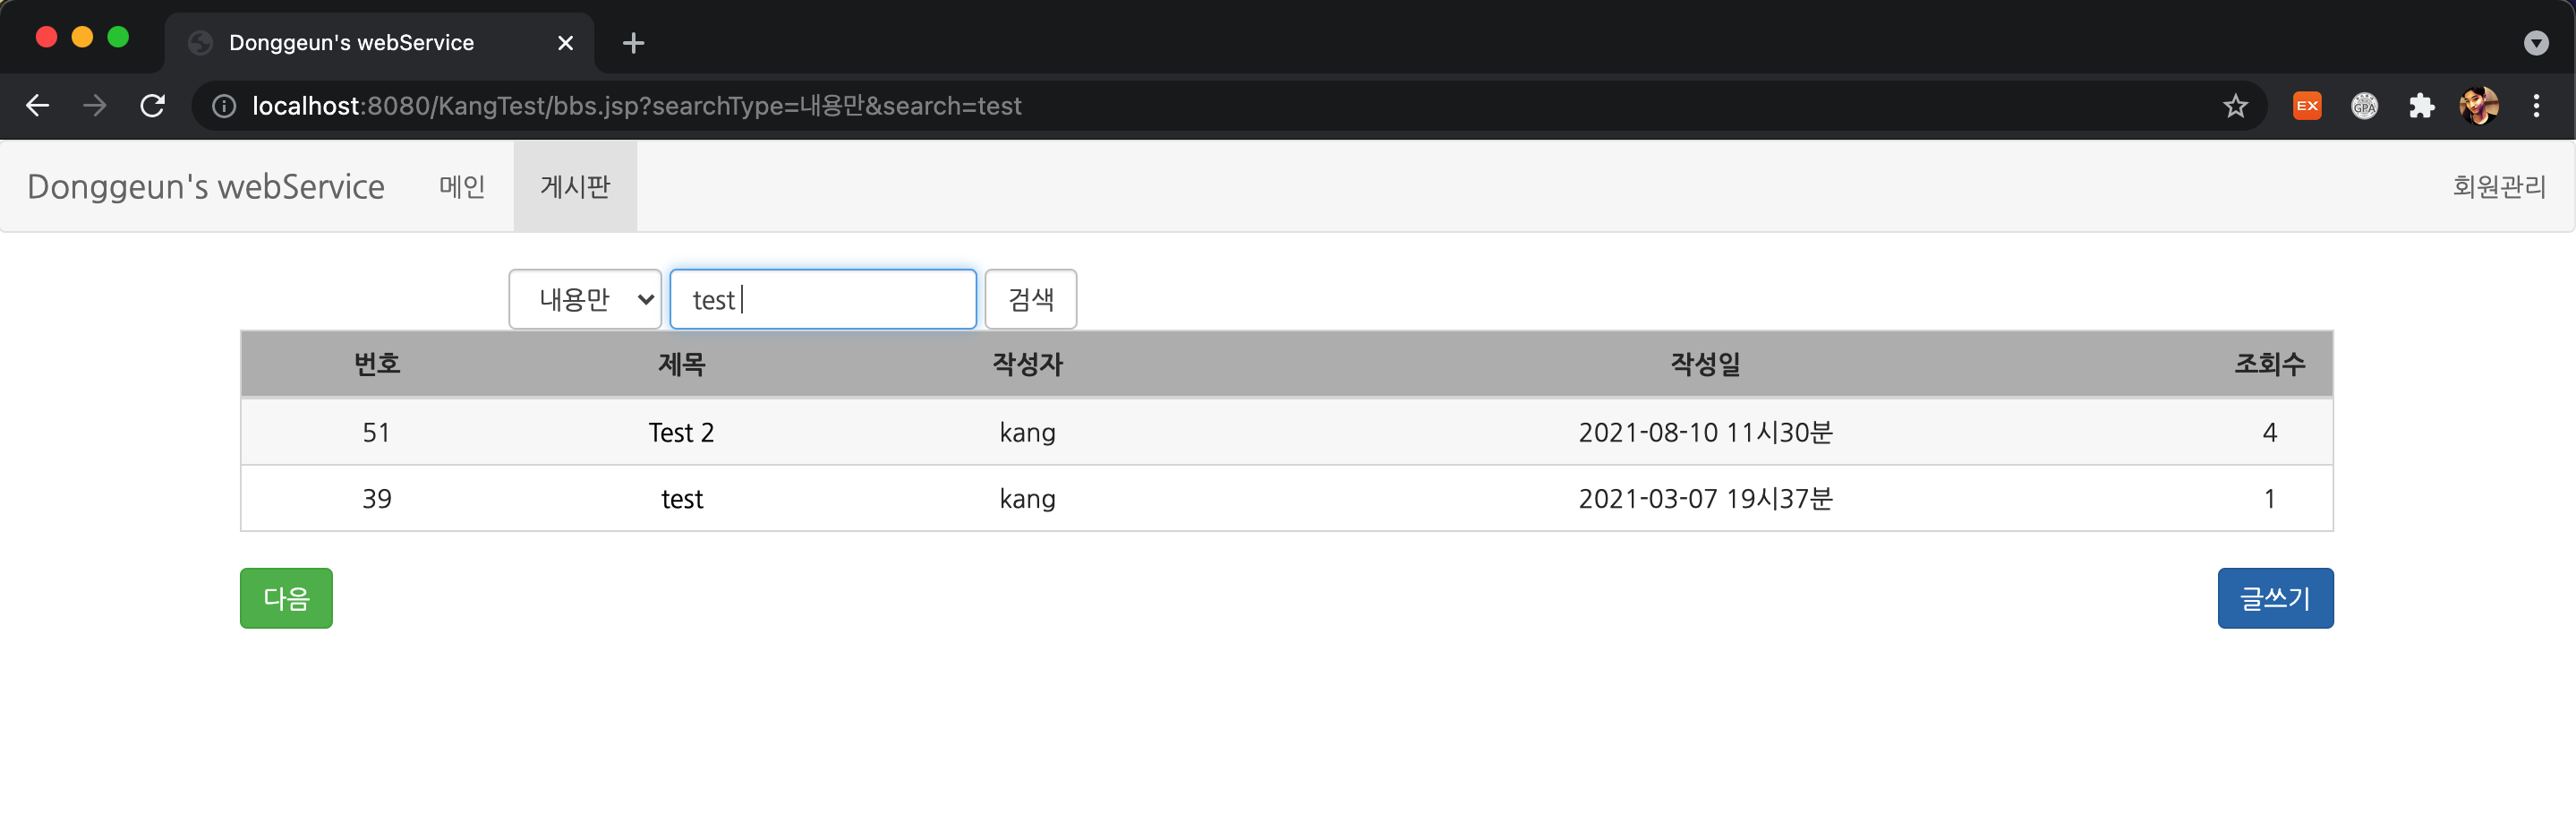 Donggeun's webService
localhost:8080/KangTest/bbs.jsp?searchType=내용만&search=test
EX
GPA
Donggeun's webService 메인 게시판 회원관리
내용만 test 검색
번호 제목 작성자 작성일 조회수
51 Test 2 kang 2021-08-10 11시30분 4
39 test kang 2021-03-07 19시37분 1
다음 글쓰기